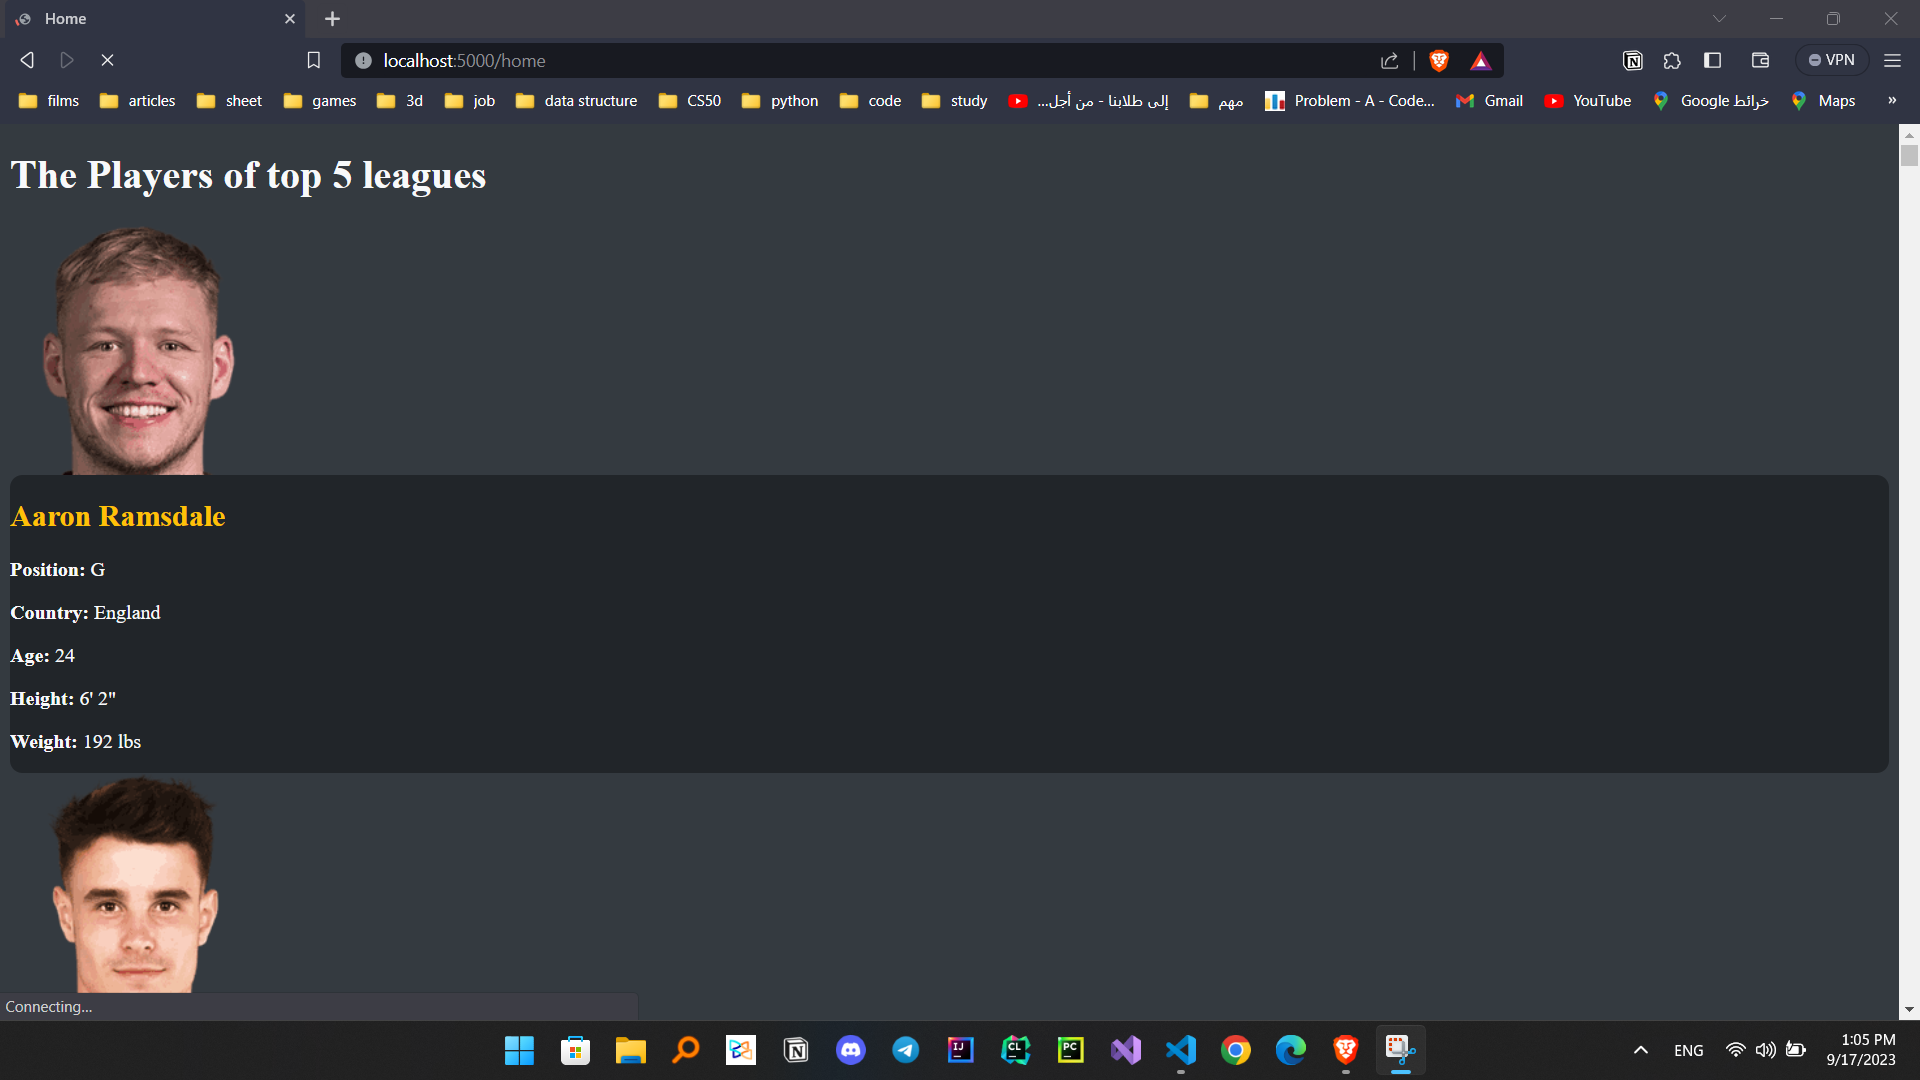 Home
localhost:5000/home
VPN
films articles sheet games 3d job data structure CS50 python code study إلى طلابنا - من أجل... مهم Problem - A - Code... Gmail YouTube خرائط Google Maps »
The Players of top 5 leagues
Aaron Ramsdale
Position: G
Country: England
Age: 24
Height: 6' 2"
Weight: 192 lbs
Connecting...
ENG
1:05 PM
9/17/2023